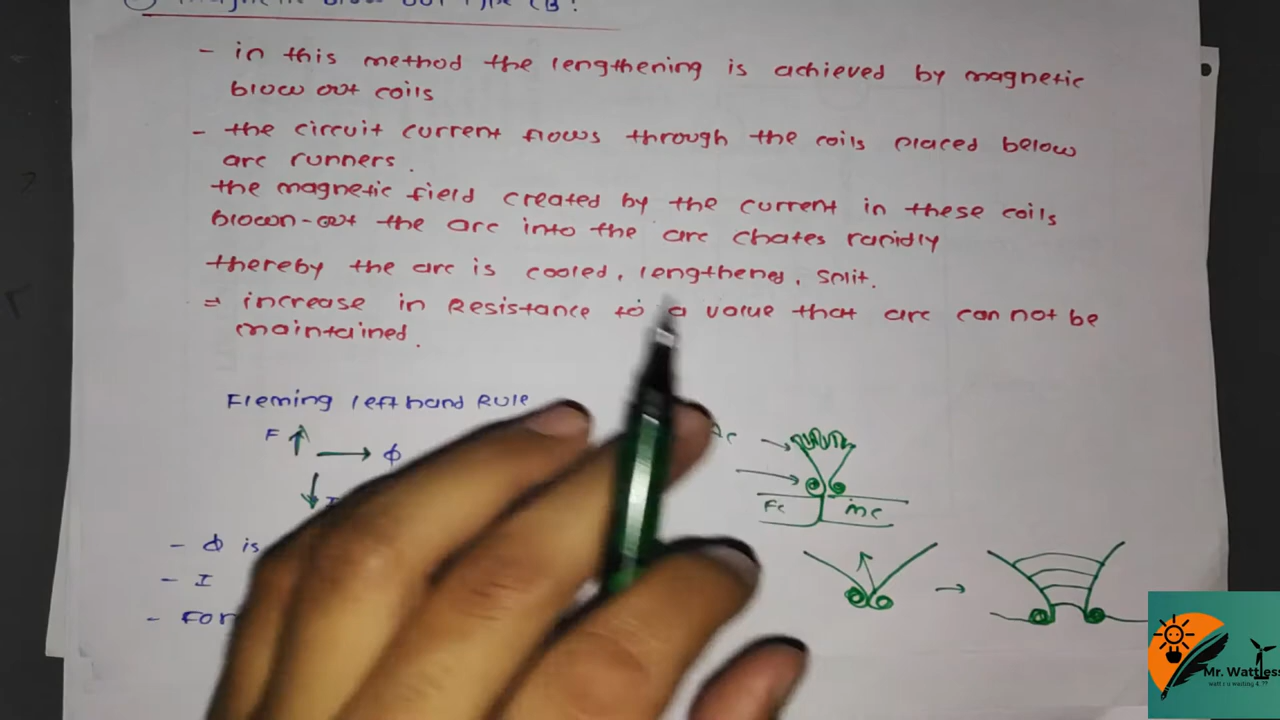 - in this method the lengthening is achieved by magnetic
blow out coils
- the circuit current flows through the coils placed below
arc runners.
the magnetic field created by the current in these coils
blown-out the arc into the arc chates rapidly
thereby the arc is cooled, lengthened, split.
⇒ increase in Resistance to a value that arc can not be
maintained.
Fleming left hand Rule
F
ϕ
I
FC
MC
- ϕ is
- I
- For
Mr. Wattless